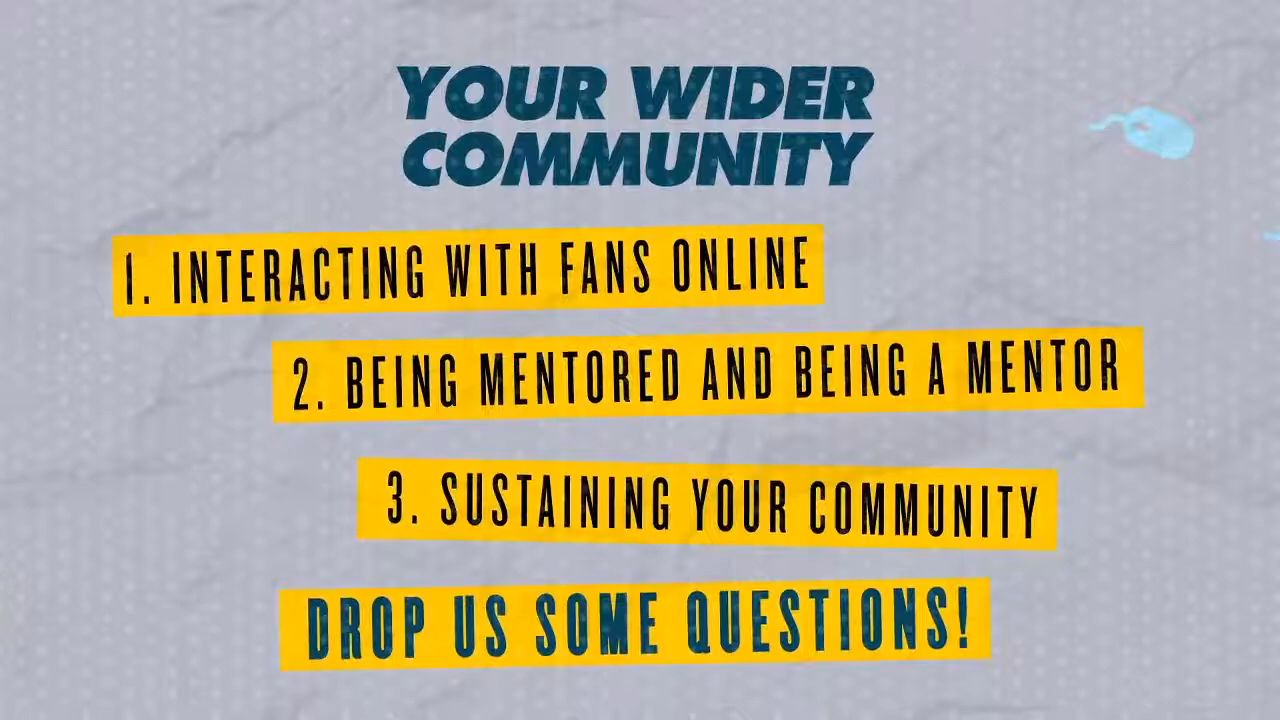 YOUR WIDER
COMMUNITY
1. INTERACTING WITH FANS ONLINE
2. BEING MENTORED AND BEING A MENTOR
3. SUSTAINING YOUR COMMUNITY
DROP US SOME QUESTIONS!